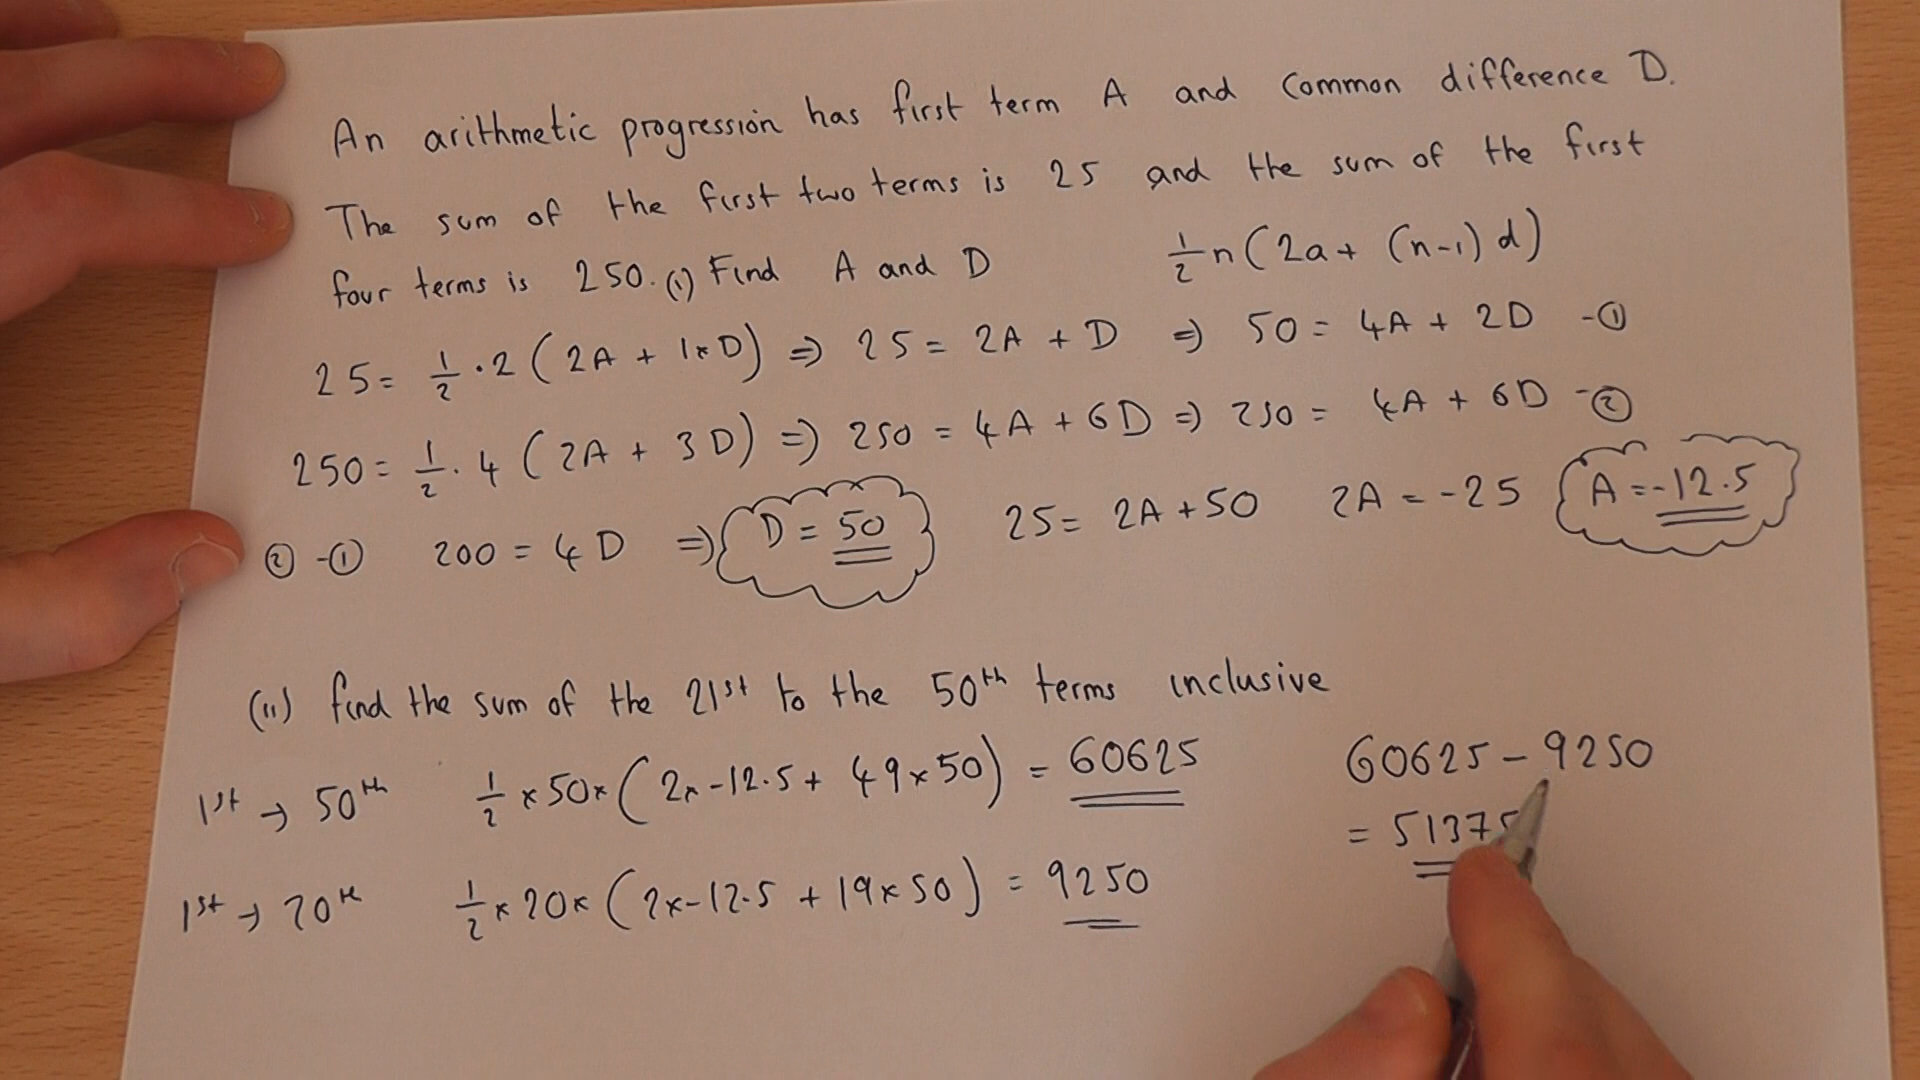 An arithmetic progression has first term A and common difference D.
The sum of the first two terms is 25 and the sum of the first
four terms is 250. (i) Find A and D
½n(2a + (n-1)d)
25 = ½·2(2A + 1×D) ⇒ 25 = 2A + D ⇒ 50 = 4A + 2D -①
250 = ½·4(2A + 3D) ⇒ 250 = 4A + 6D ⇒ 250 = 4A + 6D -②
② -① 200 = 4D ⇒ D = 50 25 = 2A + 50 2A = -25 A = -12.5
(ii) find the sum of the 21st to the 50th terms inclusive
1st → 50th ½ × 50 × (2×-12.5 + 49×50) = 60625 60625 - 9250
= 51375
1st → 20th ½ × 20 × (2×-12.5 + 19×50) = 9250